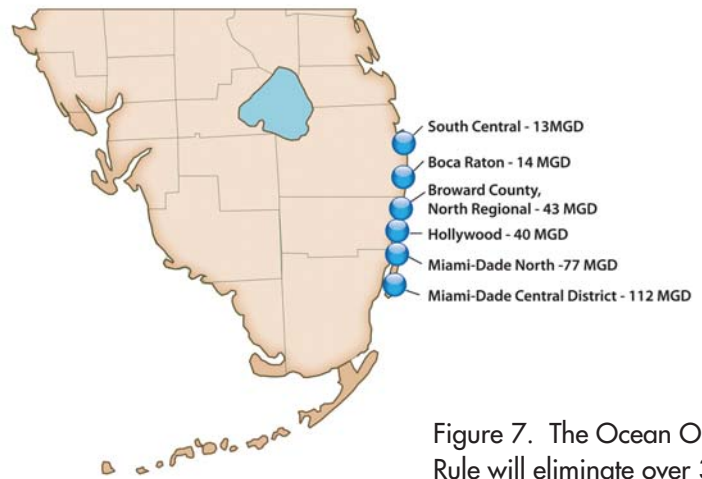 South Central - 13MGD
Boca Raton - 14 MGD
Broward County,
North Regional - 43 MGD
Hollywood - 40 MGD
Miami-Dade North -77 MGD
Miami-Dade Central District - 112 MGD
Figure 7. The Ocean O
Rule will eliminate over 3